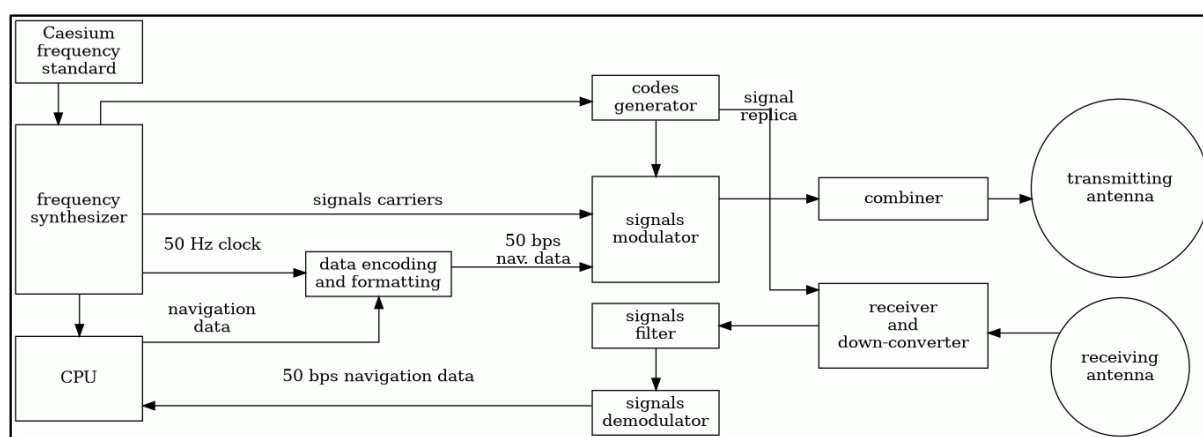 Caesium
frequency
standard
codes
generator
signal
replica
frequency
synthesizer
signals carriers
signals
modulator
combiner
transmitting
antenna
50 Hz clock
data encoding
and formatting
50 bps
nav. data
navigation
data
signals
filter
receiver
and
down-converter
receiving
antenna
CPU
50 bps navigation data
signals
demodulator